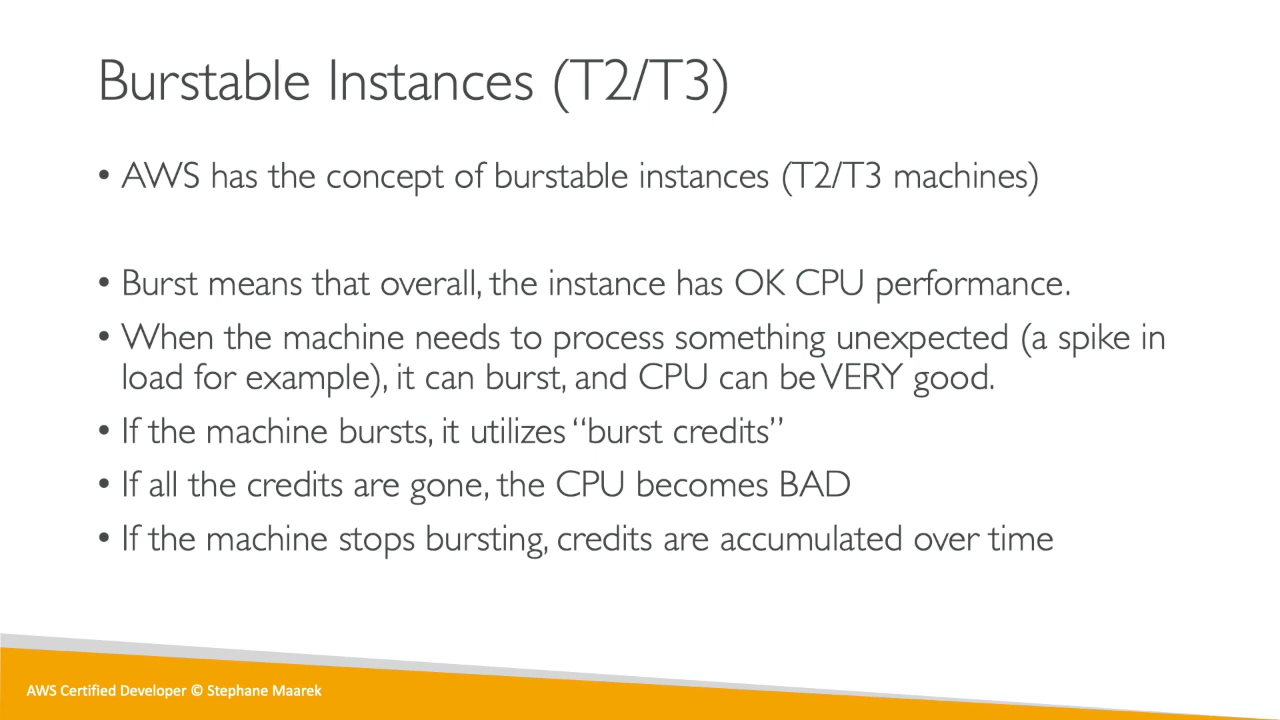 Burstable Instances (T2/T3)
• AWS has the concept of burstable instances (T2/T3 machines)
• Burst means that overall, the instance has OK CPU performance.
• When the machine needs to process something unexpected (a spike in
load for example), it can burst, and CPU can be VERY good.
• If the machine bursts, it utilizes “burst credits”
• If all the credits are gone, the CPU becomes BAD
• If the machine stops bursting, credits are accumulated over time
AWS Certified Developer © Stephane Maarek